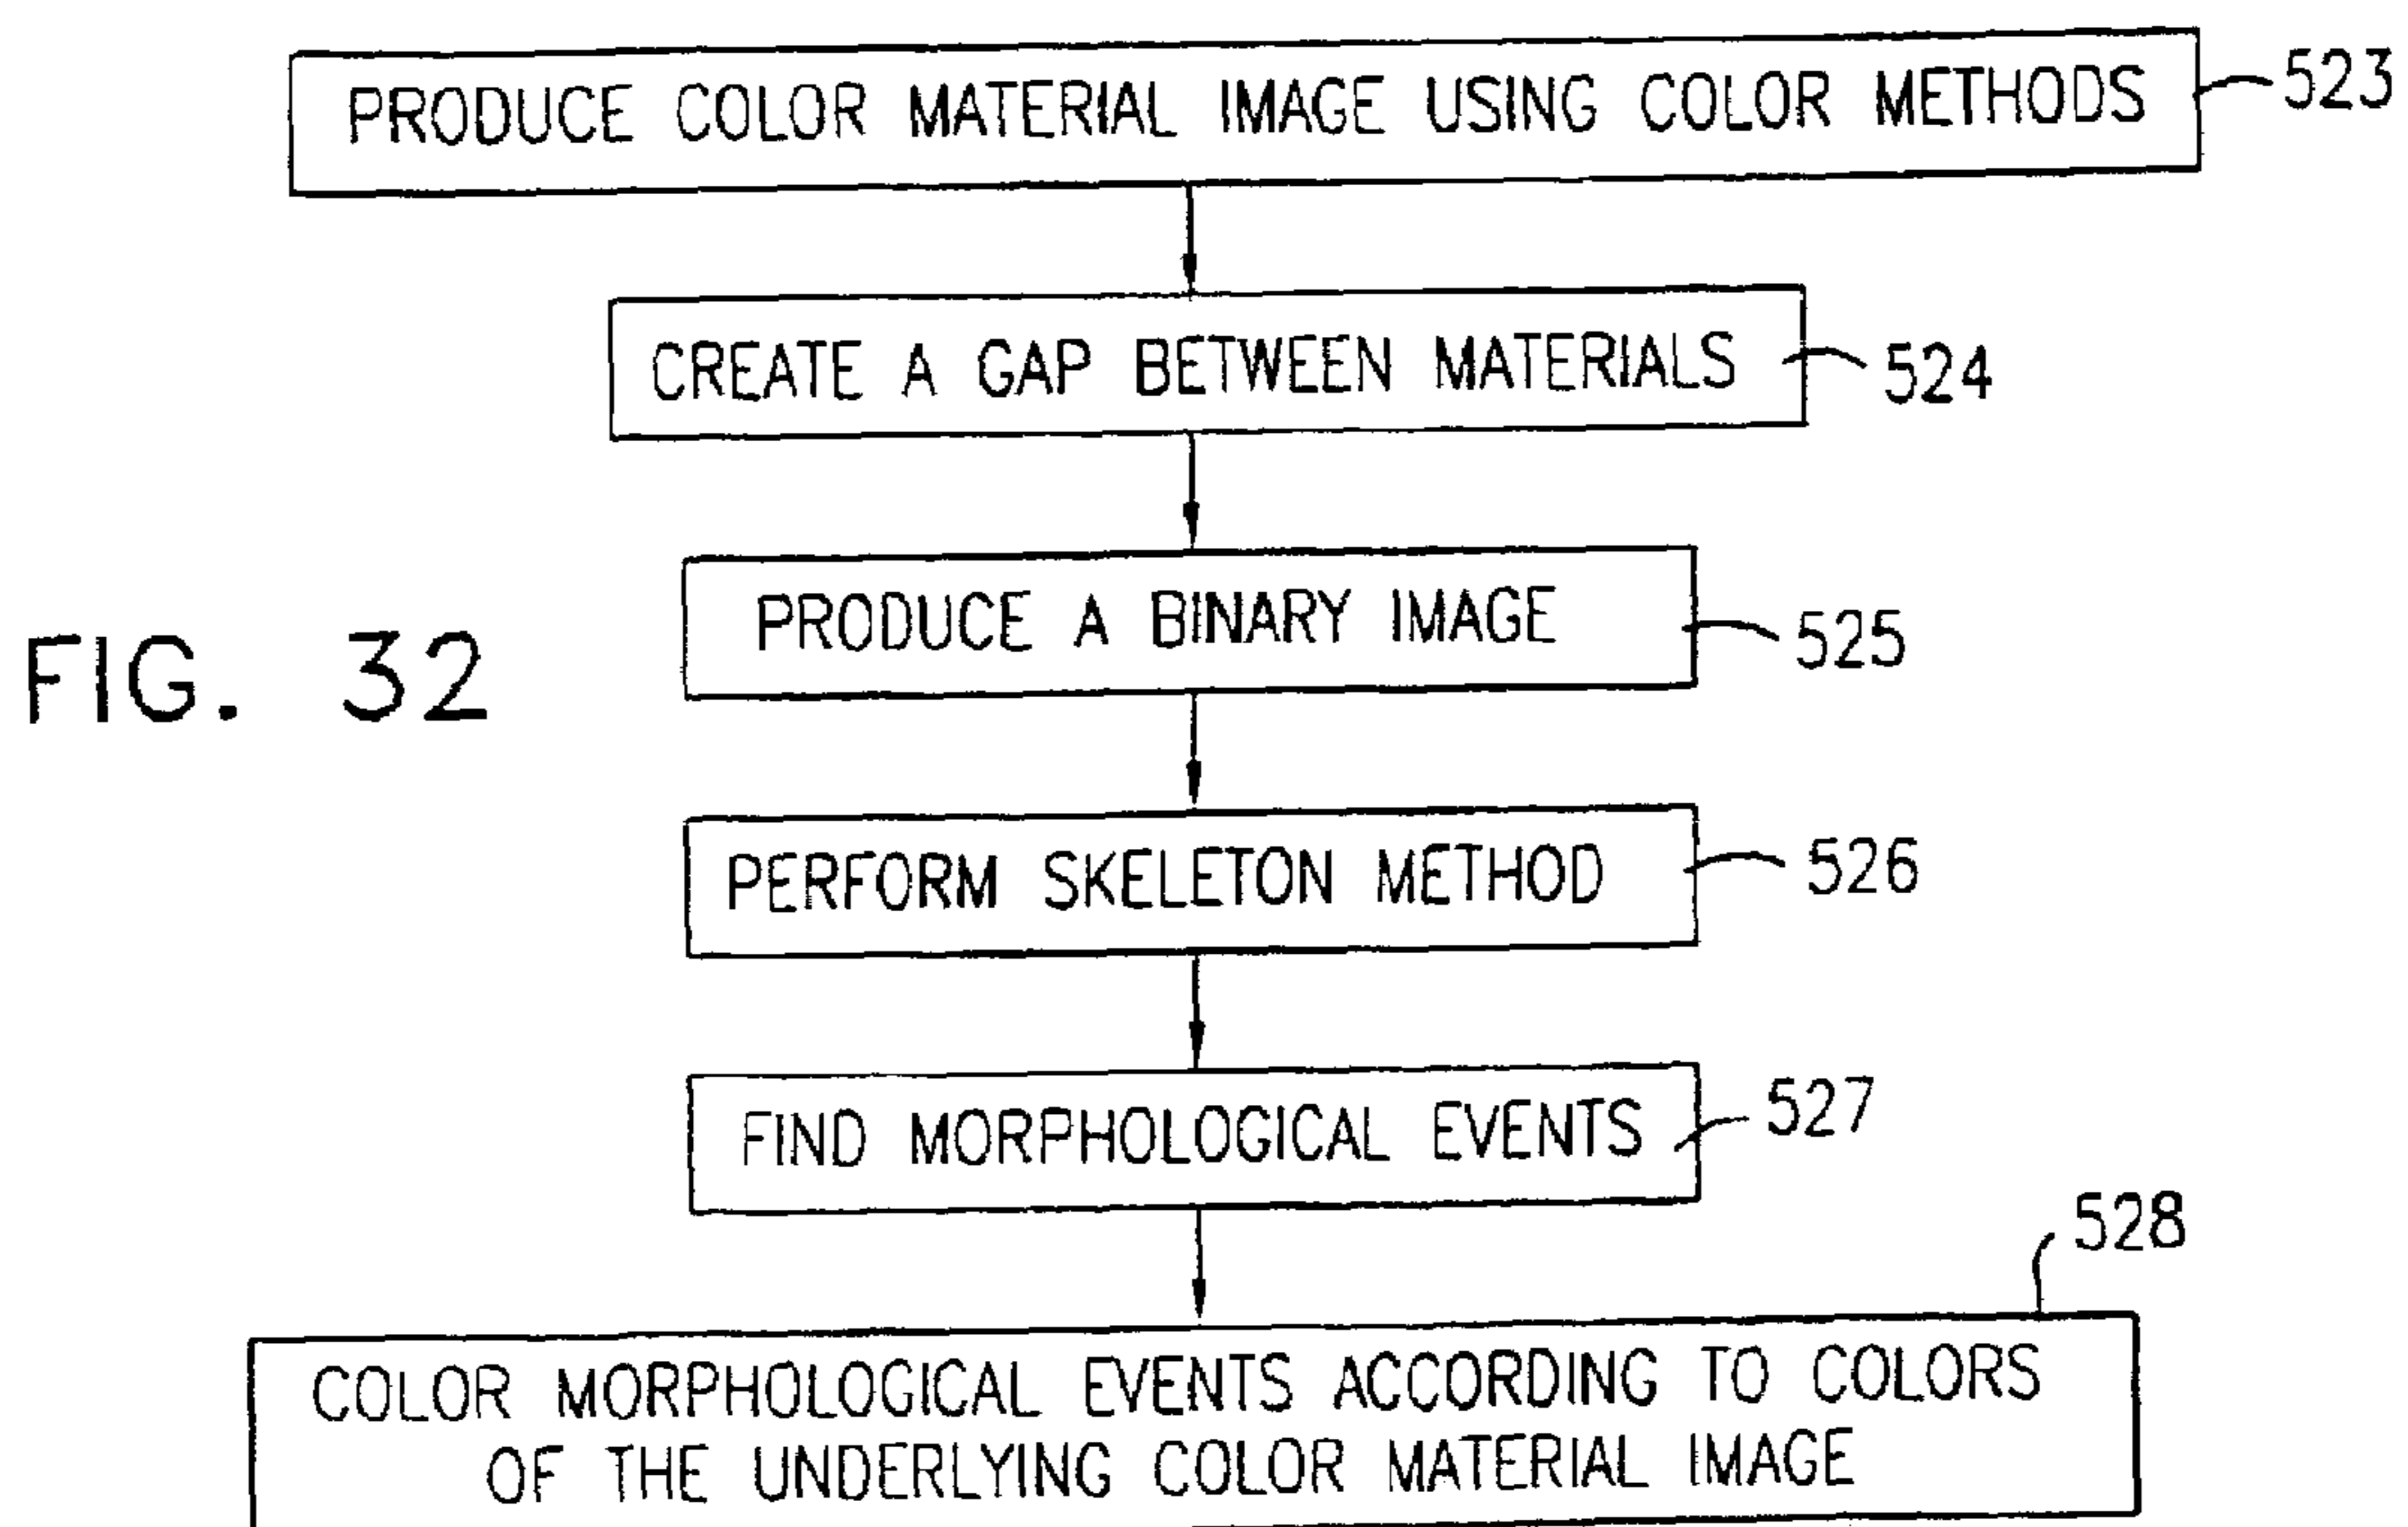 PRODUCE COLOR MATERIAL IMAGE USING COLOR METHODS
523
CREATE A GAP BETWEEN MATERIALS
524
PRODUCE A BINARY IMAGE
525
FIG. 32
PERFORM SKELETON METHOD
526
FIND MORPHOLOGICAL EVENTS
527
528
COLOR MORPHOLOGICAL EVENTS ACCORDING TO COLORS
OF THE UNDERLYING COLOR MATERIAL IMAGE